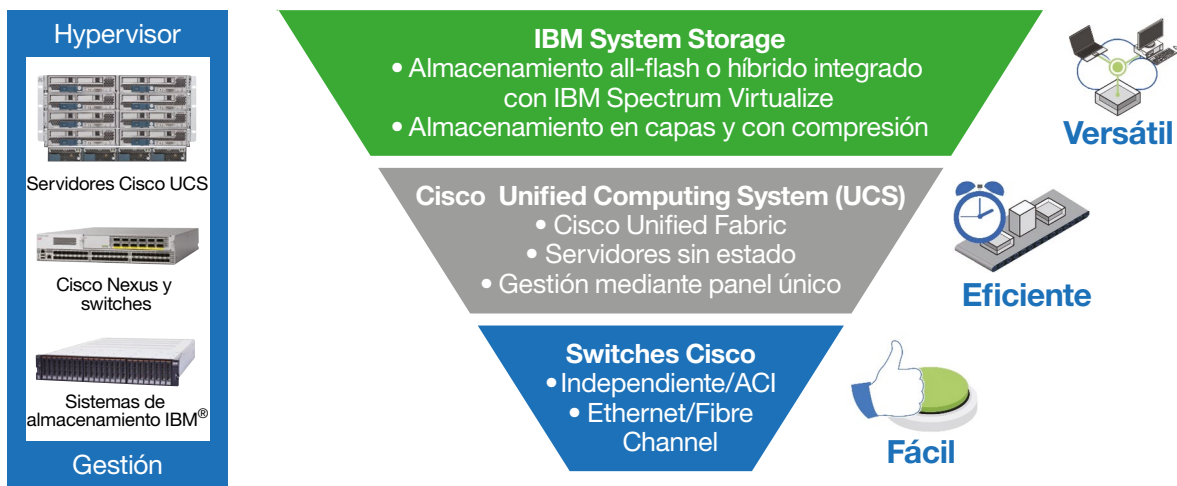 Hypervisor
Servidores Cisco UCS
Cisco Nexus y
switches
Sistemas de
almacenamiento IBM®
Gestión
IBM System Storage
• Almacenamiento all-flash o híbrido integrado
con IBM Spectrum Virtualize
• Almacenamiento en capas y con compresión
Versátil
Cisco Unified Computing System (UCS)
• Cisco Unified Fabric
• Servidores sin estado
• Gestión mediante panel único
Eficiente
Switches Cisco
• Independiente/ACI
• Ethernet/Fibre
Channel
Fácil